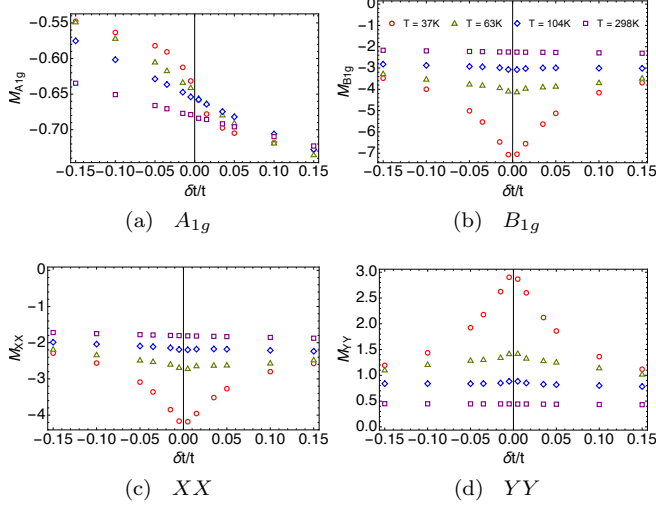 −0.55
−0.60
−0.65
−0.70
M_A1g
−0.15 −0.10 −0.05 0.00 0.05 0.10 0.15
δt/t
(a) A_{1g}
0
−1
−2
−3
−4
−5
−6
−7
M_B1g
T = 37K T = 63K T = 104K T = 298K
−0.15 −0.10 −0.05 0.00 0.05 0.10 0.15
δt/t
(b) B_{1g}
0
−1
−2
−3
−4
M_XX
−0.15 −0.10 −0.05 0.00 0.05 0.10 0.15
δt/t
(c) XX
3.0
2.5
2.0
1.5
1.0
0.5
0.0
M_YY
−0.15 −0.10 −0.05 0.00 0.05 0.10 0.15
δt/t
(d) YY